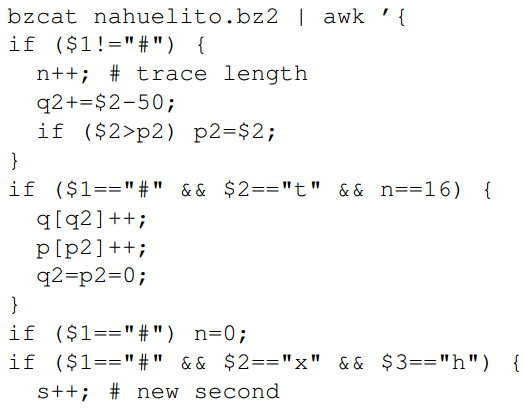 bzcat nahuelito.bz2 | awk ’{
if ($1!="#") {
  n++; # trace length
  q2+=$2-50;
  if ($2>p2) p2=$2;
}
if ($1=="#" && $2=="t" && n==16) {
  q[q2]++;
  p[p2]++;
  q2=p2=0;
}
if ($1=="#") n=0;
if ($1=="#" && $2=="x" && $3=="h") {
  s++; # new second